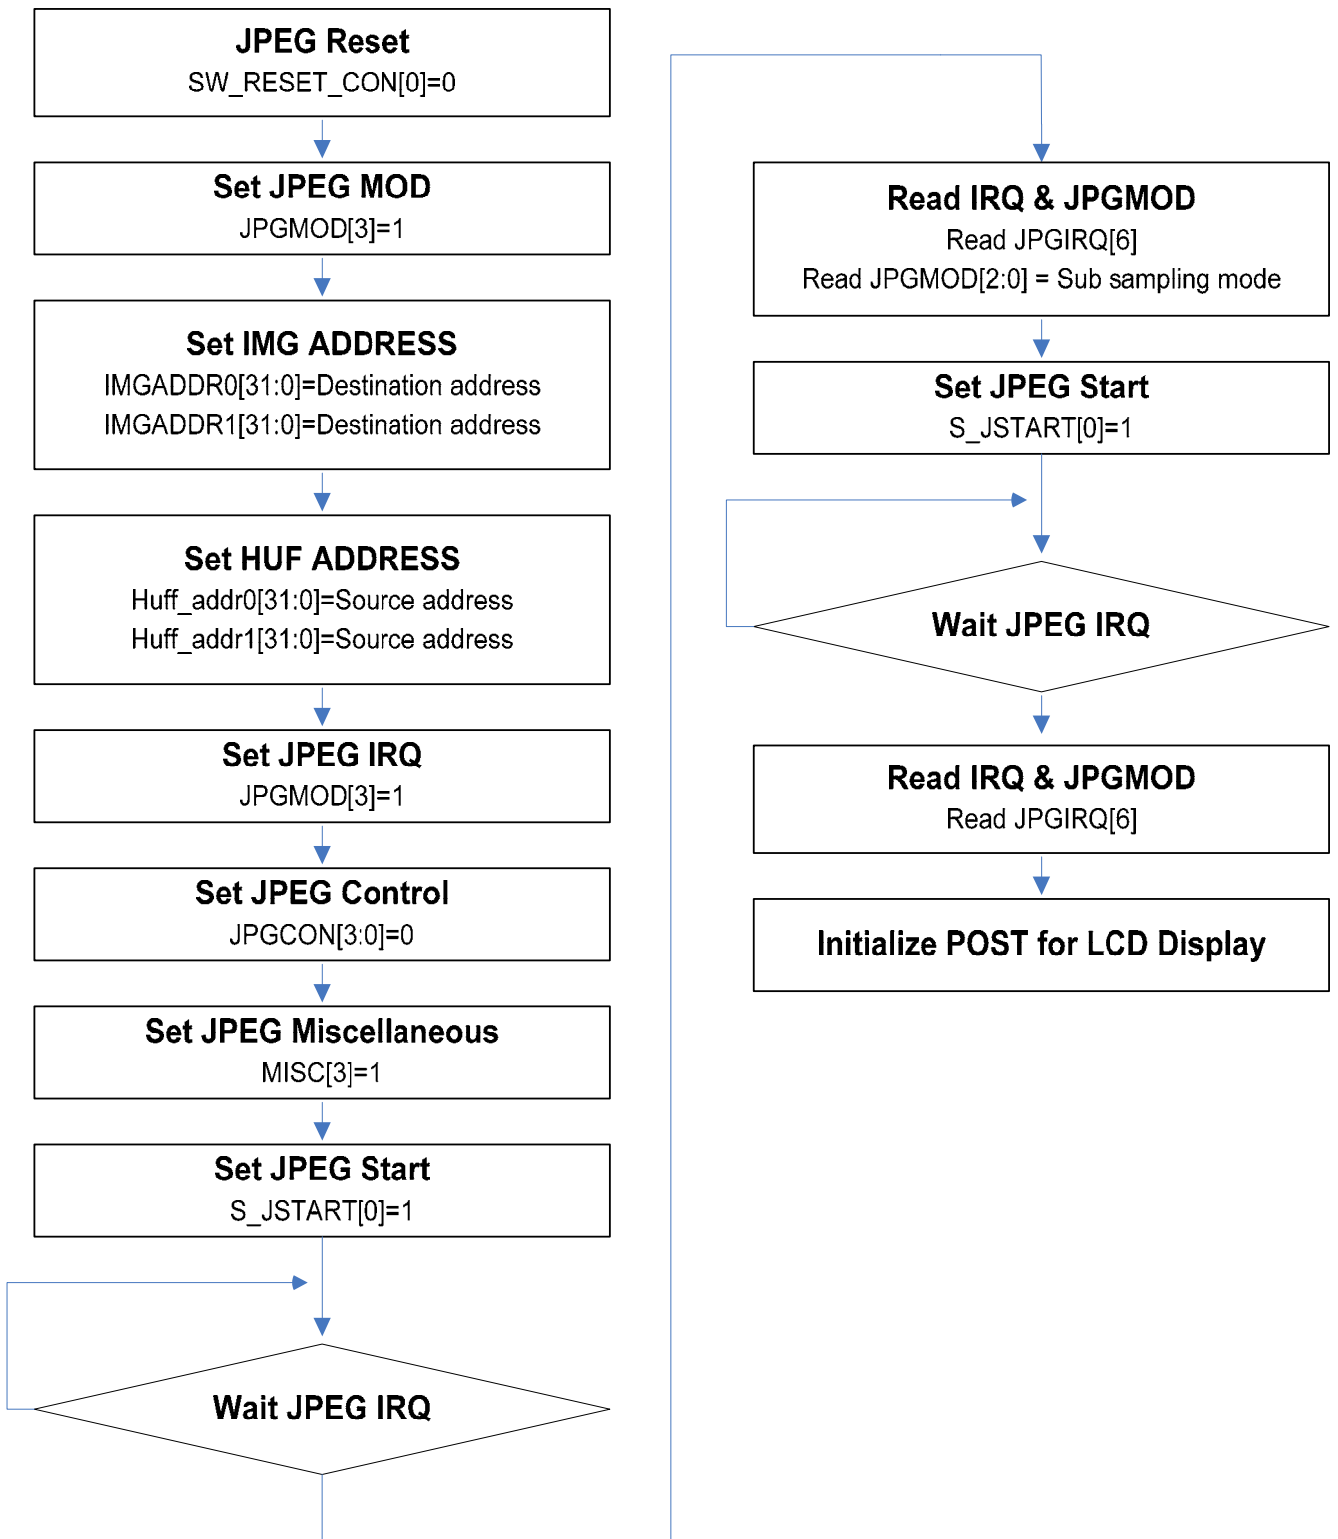 JPEG Reset
SW_RESET_CON[0]=0
Set JPEG MOD
JPGMOD[3]=1
Set IMG ADDRESS
IMGADDR0[31:0]=Destination address
IMGADDR1[31:0]=Destination address
Set HUF ADDRESS
Huff_addr0[31:0]=Source address
Huff_addr1[31:0]=Source address
Set JPEG IRQ
JPGMOD[3]=1
Set JPEG Control
JPGCON[3:0]=0
Set JPEG Miscellaneous
MISC[3]=1
Set JPEG Start
S_JSTART[0]=1
Wait JPEG IRQ
Read IRQ & JPGMOD
Read JPGIRQ[6]
Read JPGMOD[2:0] = Sub sampling mode
Set JPEG Start
S_JSTART[0]=1
Wait JPEG IRQ
Read IRQ & JPGMOD
Read JPGIRQ[6]
Initialize POST for LCD Display